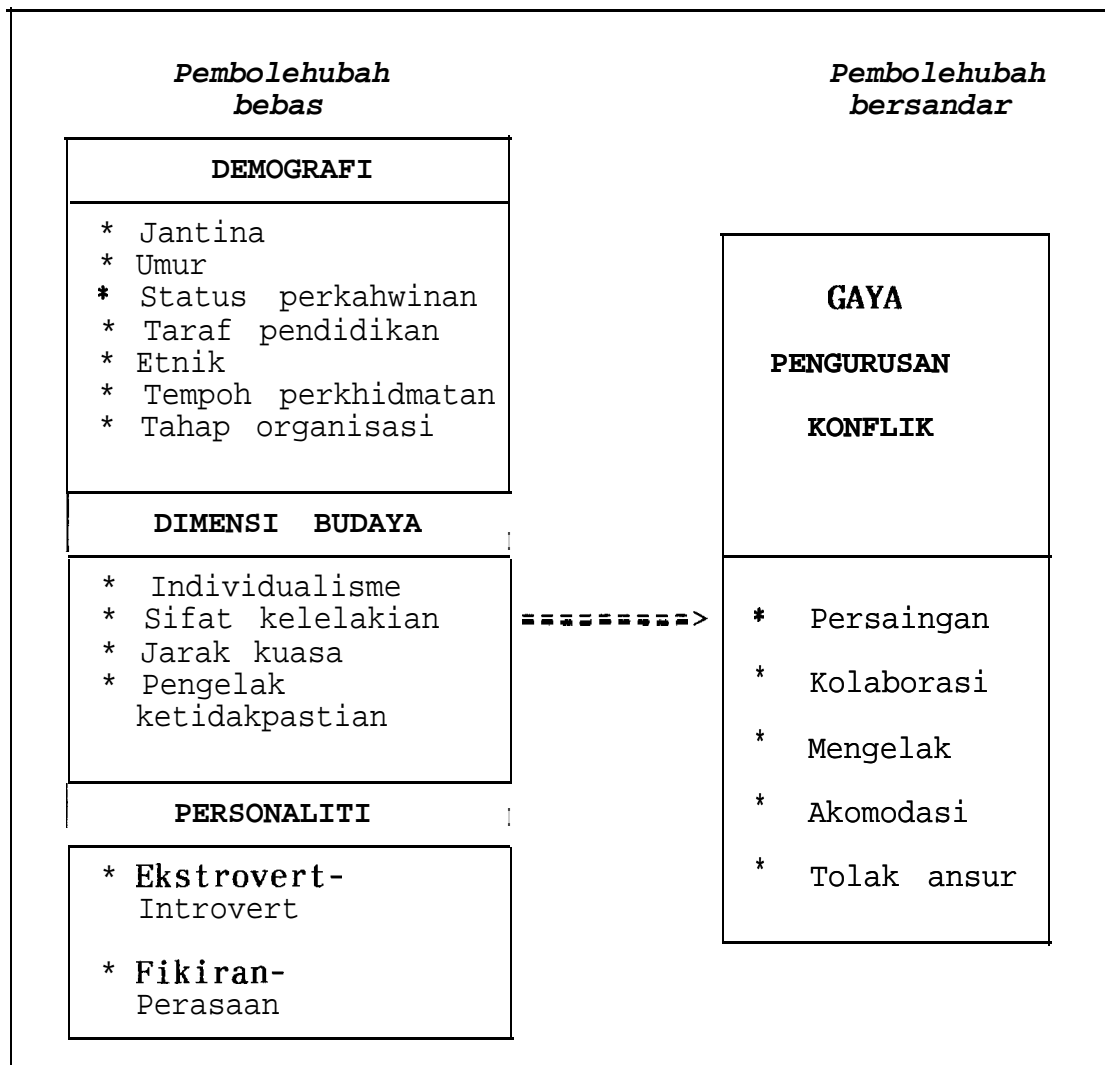 Pembolehubah
bebas
DEMOGRAFI
* Jantina
* Umur
* Status perkahwinan
* Taraf pendidikan
* Etnik
* Tempoh perkhidmatan
* Tahap organisasi
DIMENSI BUDAYA
* Individualisme
* Sifat kelelakian
* Jarak kuasa
* Pengelak
ketidakpastian
PERSONALITI
* Ekstrovert-
Introvert
* Fikiran-
Perasaan
=========>
Pembolehubah
bersandar
GAYA
PENGURUSAN
KONFLIK
* Persaingan
* Kolaborasi
* Mengelak
* Akomodasi
* Tolak ansur